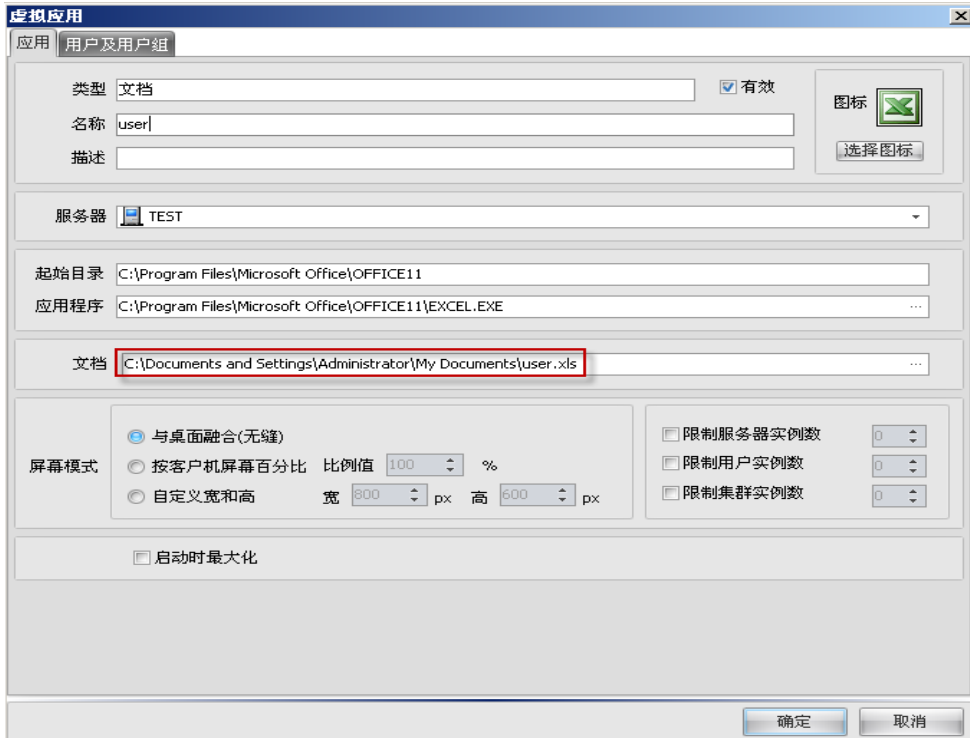 虚拟应用
应用 用户及用户组
类型 文档 有效
图标
名称 user
描述
选择图标
服务器 TEST
起始目录 C:\Program Files\Microsoft Office\OFFICE11
应用程序 C:\Program Files\Microsoft Office\OFFICE11\EXCEL.EXE ...
文档 C:\Documents and Settings\Administrator\My Documents\user.xls ...
屏幕模式
与桌面融合(无缝)
按客户机屏幕百分比 比例值 100 %
自定义宽和高 宽 800 px 高 600 px
限制服务器实例数 0
限制用户实例数 0
限制集群实例数 0
启动时最大化
确定 取消